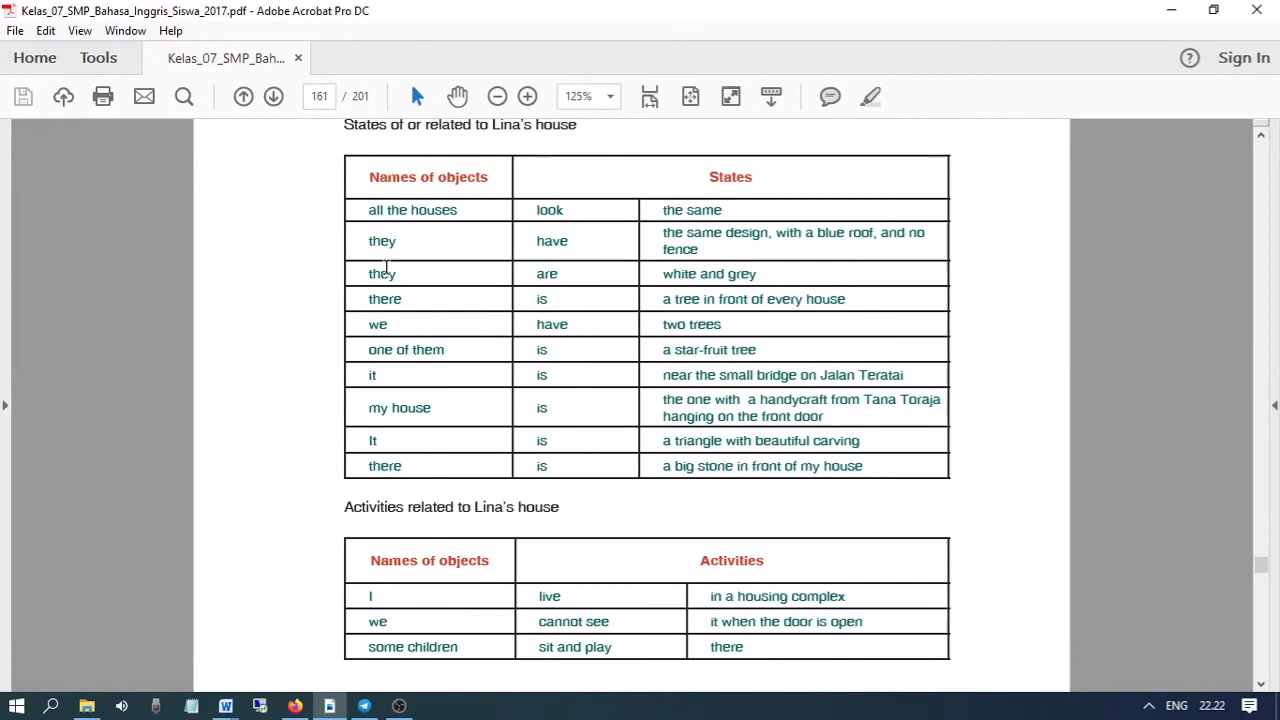 Kelas_07_SMP_Bahasa_Inggris_Siswa_2017.pdf - Adobe Acrobat Pro DC
File Edit View Window Help
Home Tools Kelas_07_SMP_Bah... × Sign In
161 / 201 125%
States of or related to Lina's house
Names of objects States
all the houses look the same
they have the same design, with a blue roof, and no
fence
they are white and grey
there is a tree in front of every house
we have two trees
one of them is a star-fruit tree
it is near the small bridge on Jalan Teratai
my house is the one with a handycraft from Tana Toraja
hanging on the front door
It is a triangle with beautiful carving
there is a big stone in front of my house
Activities related to Lina's house
Names of objects Activities
I live in a housing complex
we cannot see it when the door is open
some children sit and play there
ENG 22.22